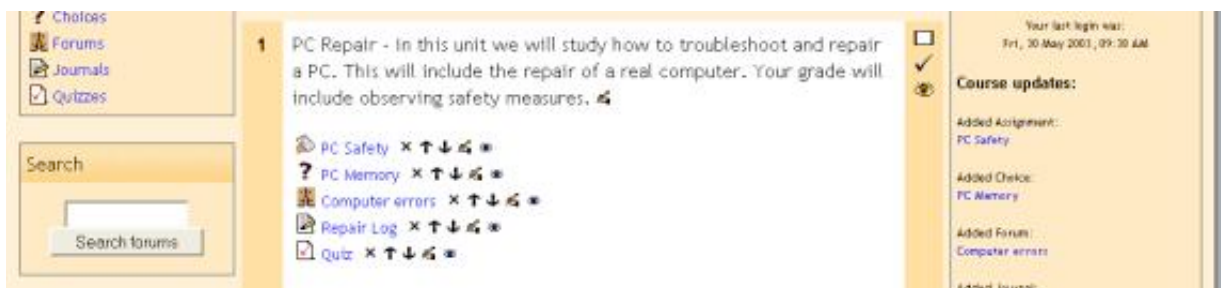 Choices
Forums
Journals
Quizzes
Search
Search forums
1
PC Repair - In this unit we will study how to troubleshoot and repair
a PC. This will include the repair of a real computer. Your grade will
include observing safety measures.
PC Safety
PC Memory
Computer errors
Repair Log
Quiz
Your last login was:
Fri, 30 May 2003, 09:30 AM
Course updates:
Added Assignment:
PC Safety
Added Choice:
PC Memory
Added Forum:
Computer errors
Added Journal: